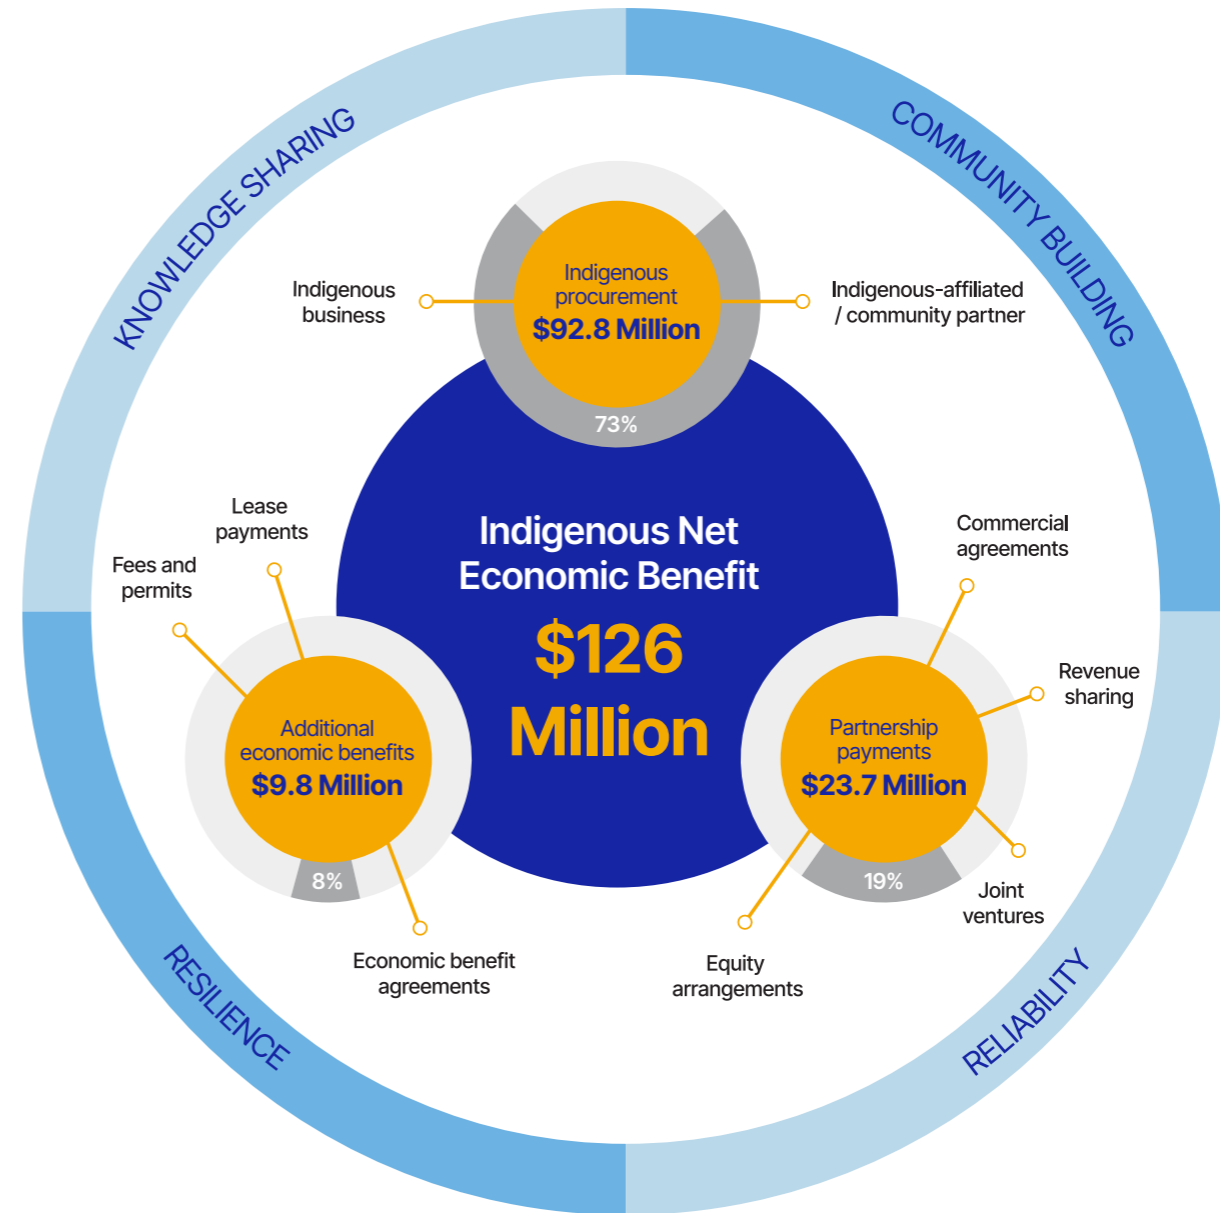 KNOWLEDGE SHARING
COMMUNITY BUILDING
Indigenous
procurement
$92.8 Million
73%
Indigenous
business
Indigenous-affiliated
/ community partner
Indigenous Net
Economic Benefit
$126
Million
Lease
payments
Fees and
permits
Additional
economic benefits
$9.8 Million
8%
Economic benefit
agreements
Commercial
agreements
Revenue
sharing
Partnership
payments
$23.7 Million
19%
Joint
ventures
Equity
arrangements
RESILIENCE
RELIABILITY